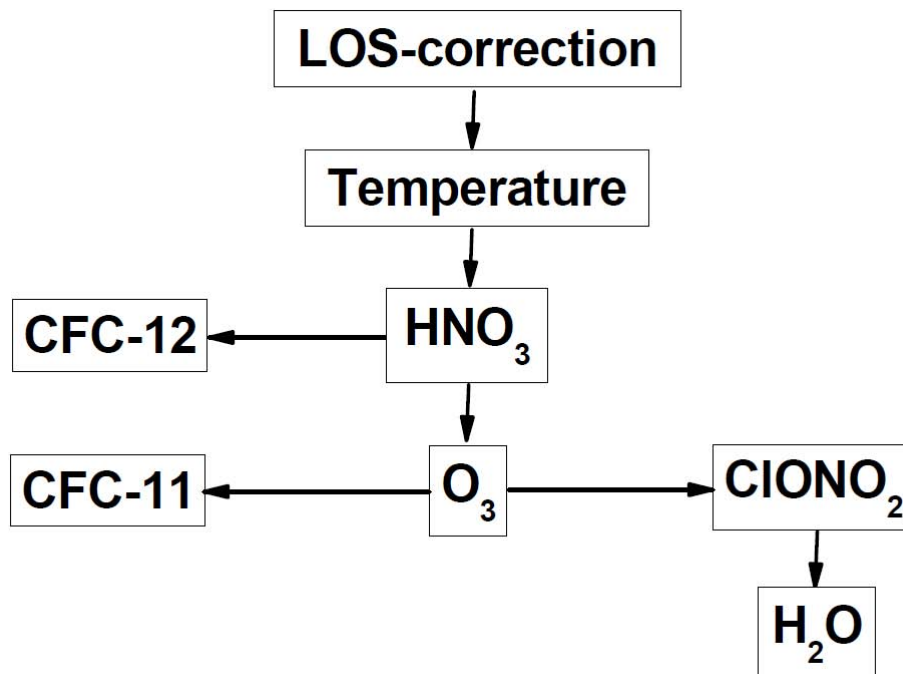 LOS-correction
Temperature
CFC-12
HNO₃
CFC-11
O₃
ClONO₂
H₂O